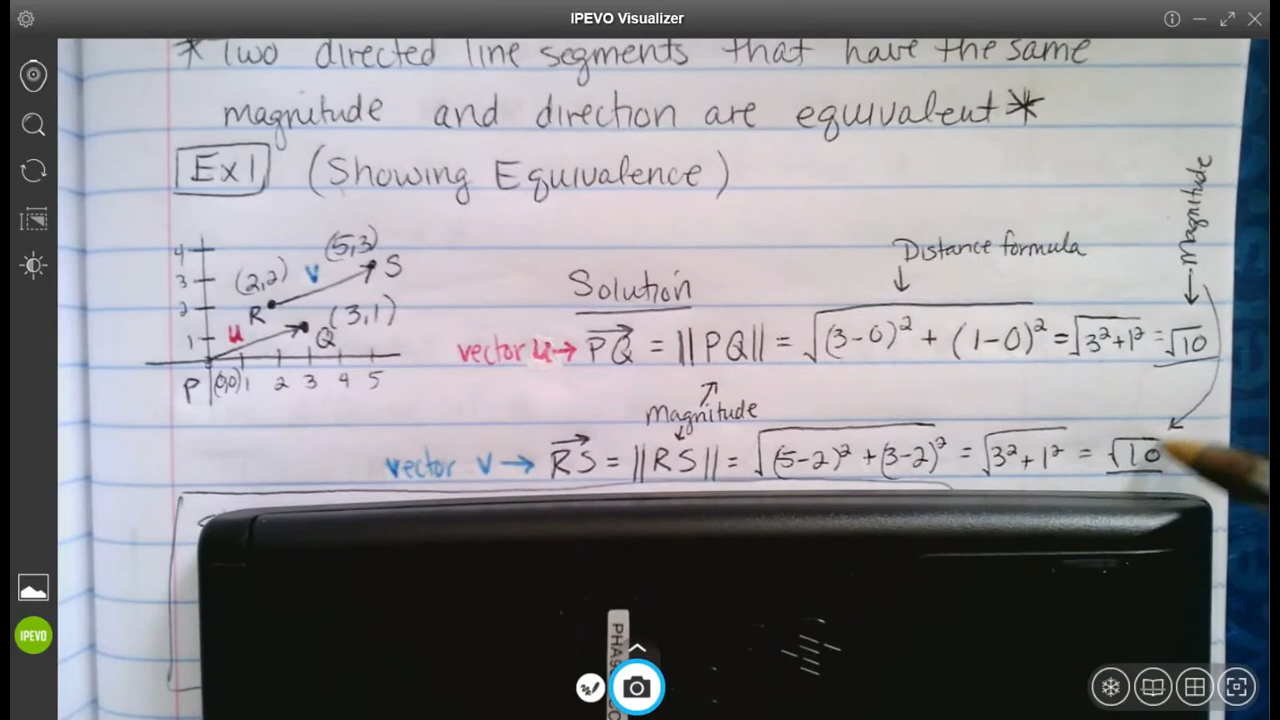 IPEVO Visualizer
*Two directed line segments that have the same
magnitude and direction are equivalent*
Ex1 (Showing Equivalence)
Magnitude
4
3
2
1
(5,3)
(2,2) v S
R (3,1)
u Q
P (0,0) 1 2 3 4 5
Distance formula
Solution
vector u→ PQ⃗ = ||PQ|| = √(3-0)² + (1-0)² = √3²+1² = √10
Magnitude
vector v → RS⃗ = ||RS|| = √(5-2)² + (3-2)² = √3²+1² = √10
IPEVO